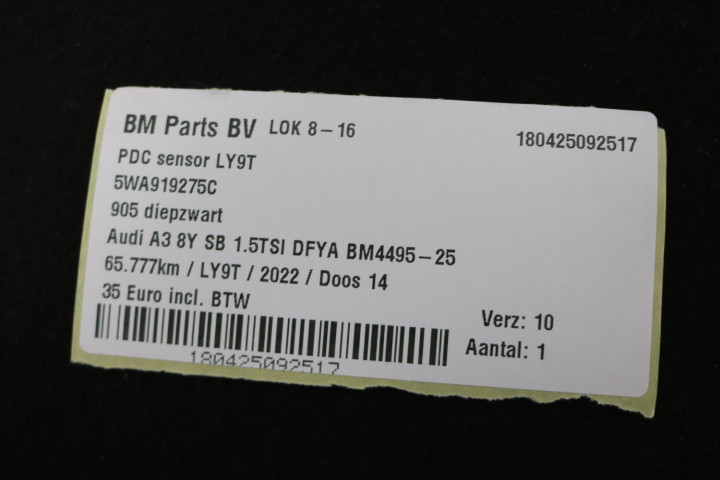 BM Parts BV LOK 8-16 180425092517
PDC sensor LY9T
5WA919275C
905 diepzwart
Audi A3 8Y SB 1.5TSI DFYA BM4495-25
65.777km / LY9T / 2022 / Doos 14
35 Euro incl. BTW
Verz: 10
Aantal: 1
180425092517